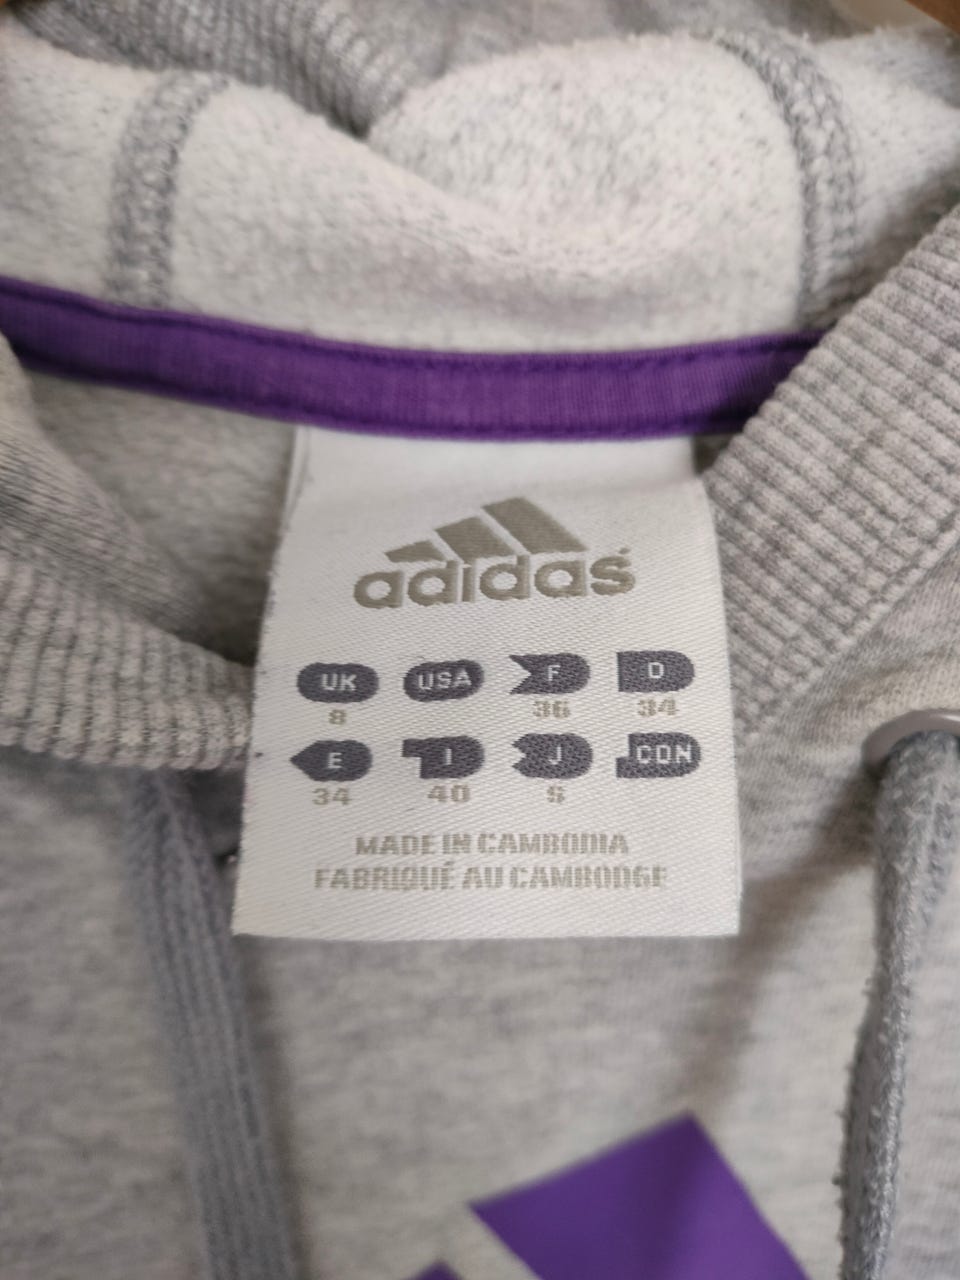 adidas
UK USA F D
8 36 34
E I J CDN
34 40 S
MADE IN CAMBODIA
FABRIQUÉ AU CAMBODGE